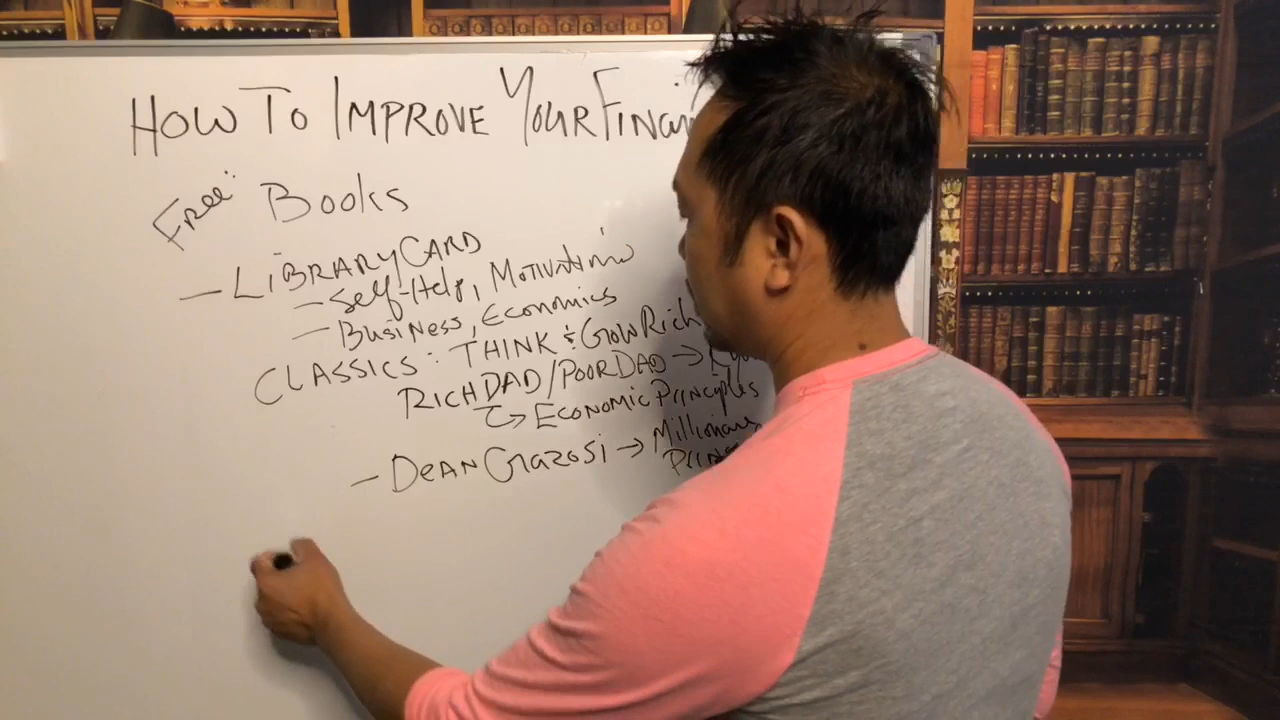 HOW TO IMPROVE YOUR
Free: Books
— LIBRARY CARD
— Self-Help, Motivation
— Business, Economics
CLASSICS: THINK & GROW Rich
RICH DAD/POOR DAD →
↳ ECONOMIC PRINCIPLES
— DEAN GRAZOSI → Millionaire